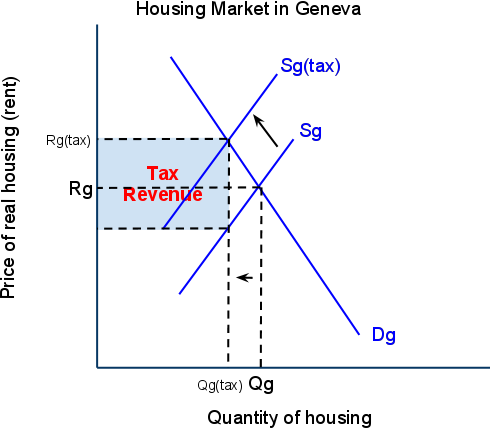 Housing Market in Geneva
Sg(tax)
Sg
Rg(tax)
Tax
Revenue
Rg
Price of real housing (rent)
Dg
Qg(tax)
Qg
Quantity of housing